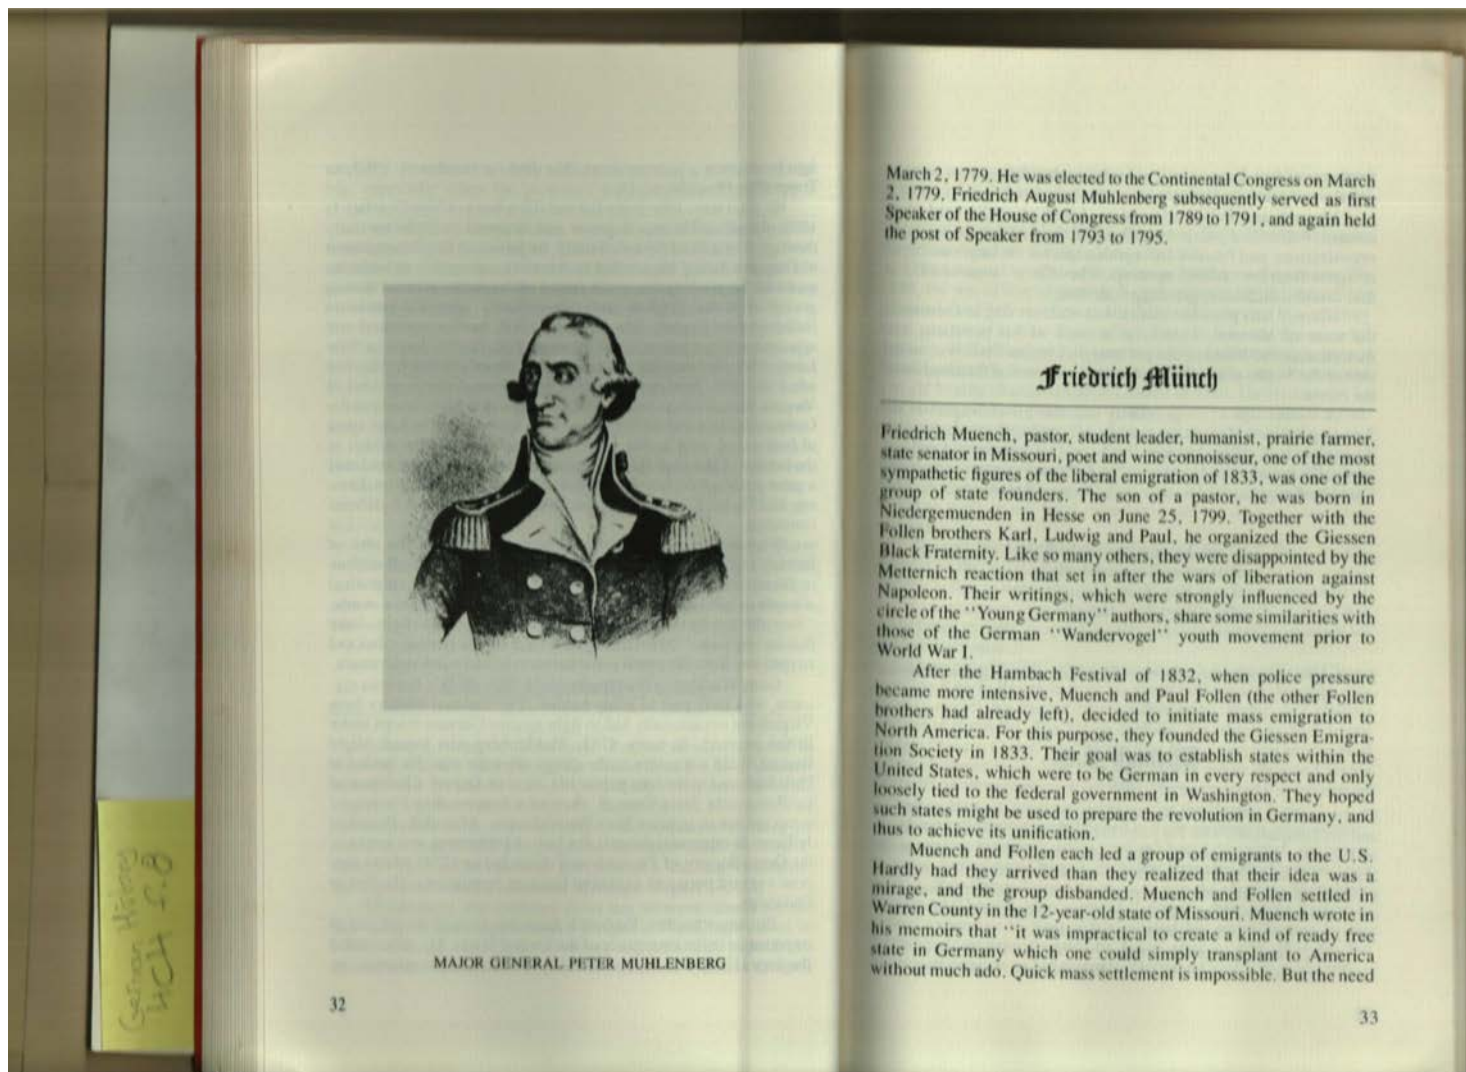 German History
MAJOR GENERAL PETER MUHLENBERG
32
March 2, 1779. He was elected to the Continental Congress on March
2, 1779. Friedrich August Muhlenberg subsequently served as first
Speaker of the House of Congress from 1789 to 1791, and again held
the post of Speaker from 1793 to 1795.
Friedrich Münch
Friedrich Muench, pastor, student leader, humanist, prairie farmer,
state senator in Missouri, poet and wine connoisseur, one of the most
sympathetic figures of the liberal emigration of 1833, was one of the
group of state founders. The son of a pastor, he was born in
Niedergemuenden in Hesse on June 25, 1799. Together with the
Follen brothers Karl, Ludwig and Paul, he organized the Giessen
Black Fraternity. Like so many others, they were disappointed by the
Metternich reaction that set in after the wars of liberation against
Napoleon. Their writings, which were strongly influenced by the
circle of the "Young Germany" authors, share some similarities with
those of the German "Wandervogel" youth movement prior to
World War I.
After the Hambach Festival of 1832, when police pressure
became more intensive, Muench and Paul Follen (the other Follen
brothers had already left), decided to initiate mass emigration to
North America. For this purpose, they founded the Giessen Emigra-
tion Society in 1833. Their goal was to establish states within the
United States, which were to be German in every respect and only
loosely tied to the federal government in Washington. They hoped
such states might be used to prepare the revolution in Germany, and
thus to achieve its unification.
Muench and Follen each led a group of emigrants to the U.S.
Hardly had they arrived than they realized that their idea was a
mirage, and the group disbanded. Muench and Follen settled in
Warren County in the 12-year-old state of Missouri. Muench wrote in
his memoirs that "it was impractical to create a kind of ready free
state in Germany which one could simply transplant to America
without much ado. Quick mass settlement is impossible. But the need
33